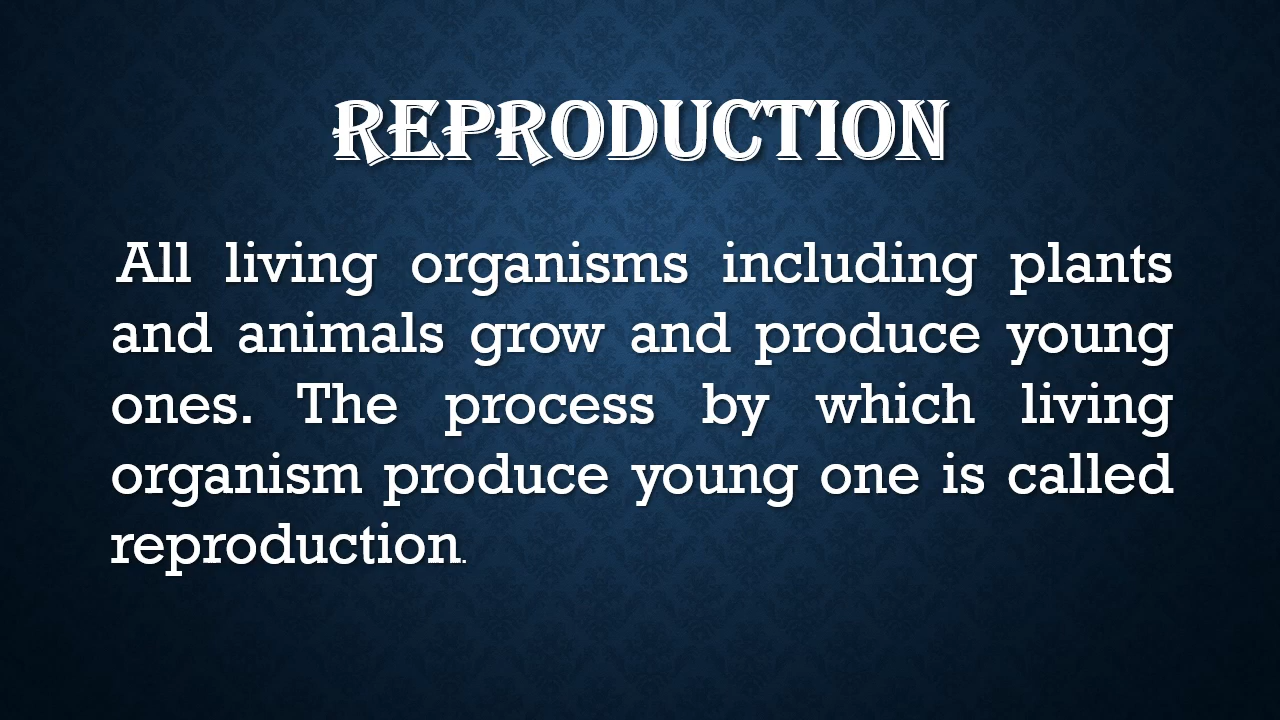 REPRODUCTION
All living organisms including plants
and animals grow and produce young
ones. The process by which living
organism produce young one is called
reproduction.